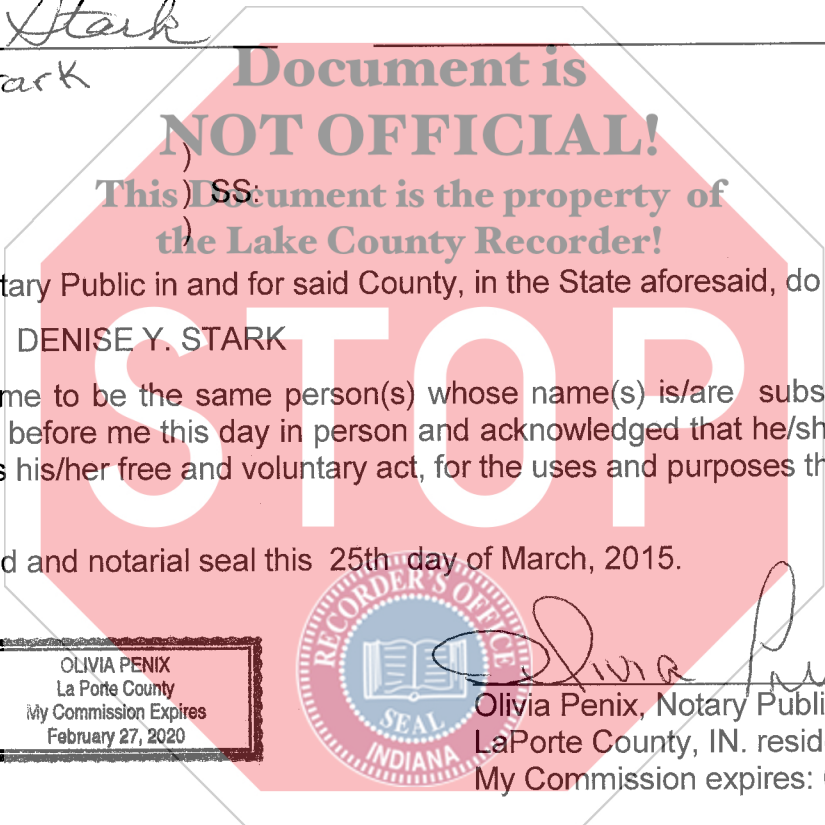 Stark
ark
Document is
NOT OFFICIAL!
)
This Document is the property of
) SS:
the Lake County Recorder!
)
tary Public in and for said County, in the State aforesaid, do
DENISE Y. STARK
STOP
me to be the same person(s) whose name(s) is/are subs
before me this day in person and acknowledged that he/sh
s his/her free and voluntary act, for the uses and purposes th
d and notarial seal this 25th day of March, 2015.
RECORDER'S OFFICE
SEAL
INDIANA
OLIVIA PENIX
La Porte County
My Commission Expires
February 27, 2020
Olivia
Olivia Penix, Notary Publi
LaPorte County, IN. resid
My Commission expires: